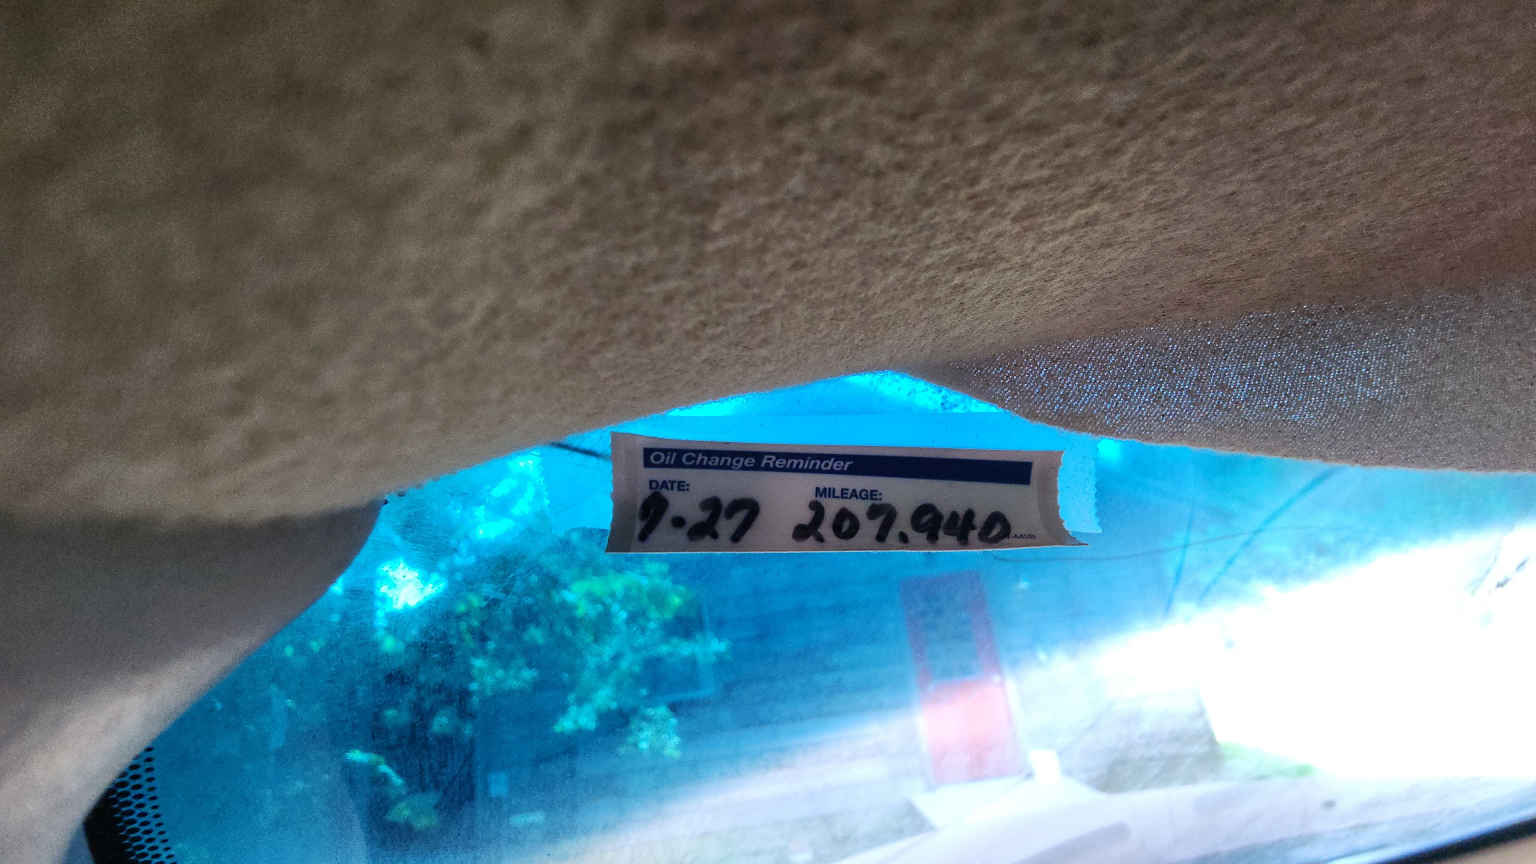 Oil Change Reminder
DATE: MILEAGE:
9-27 207.940